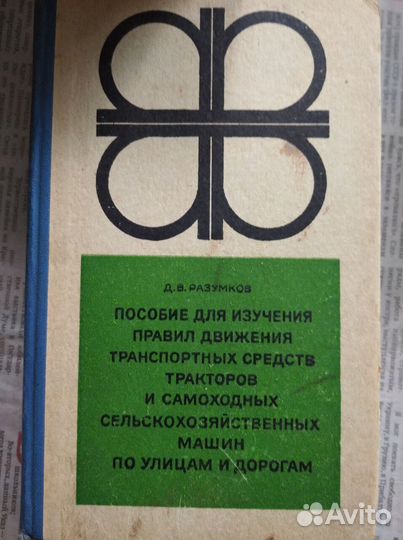 Д.В.РАЗУМКОВ
ПОСОБИЕ ДЛЯ ИЗУЧЕНИЯ
ПРАВИЛ ДВИЖЕНИЯ
ТРАНСПОРТНЫХ СРЕДСТВ
ТРАКТОРОВ
И САМОХОДНЫХ
СЕЛЬСКОХОЗЯЙСТВЕННЫХ
МАШИН
ПО УЛИЦАМ И ДОРОГАМ
Avito